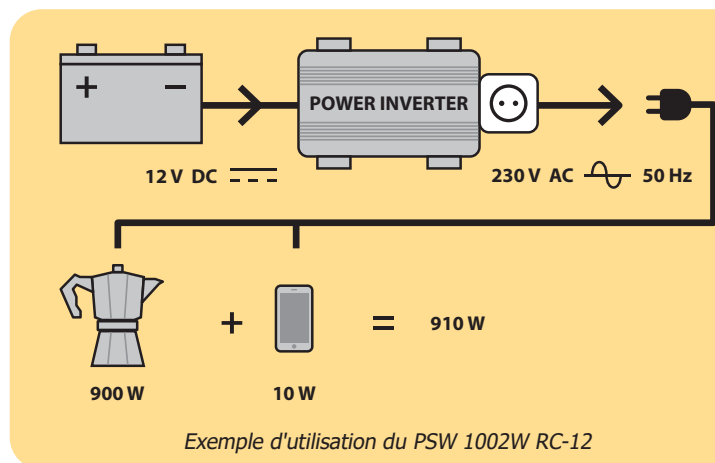 + −
POWER INVERTER
12 V DC
230 V AC 50 Hz
+ = 910 W
900 W 10 W
Exemple d'utilisation du PSW 1002W RC-12